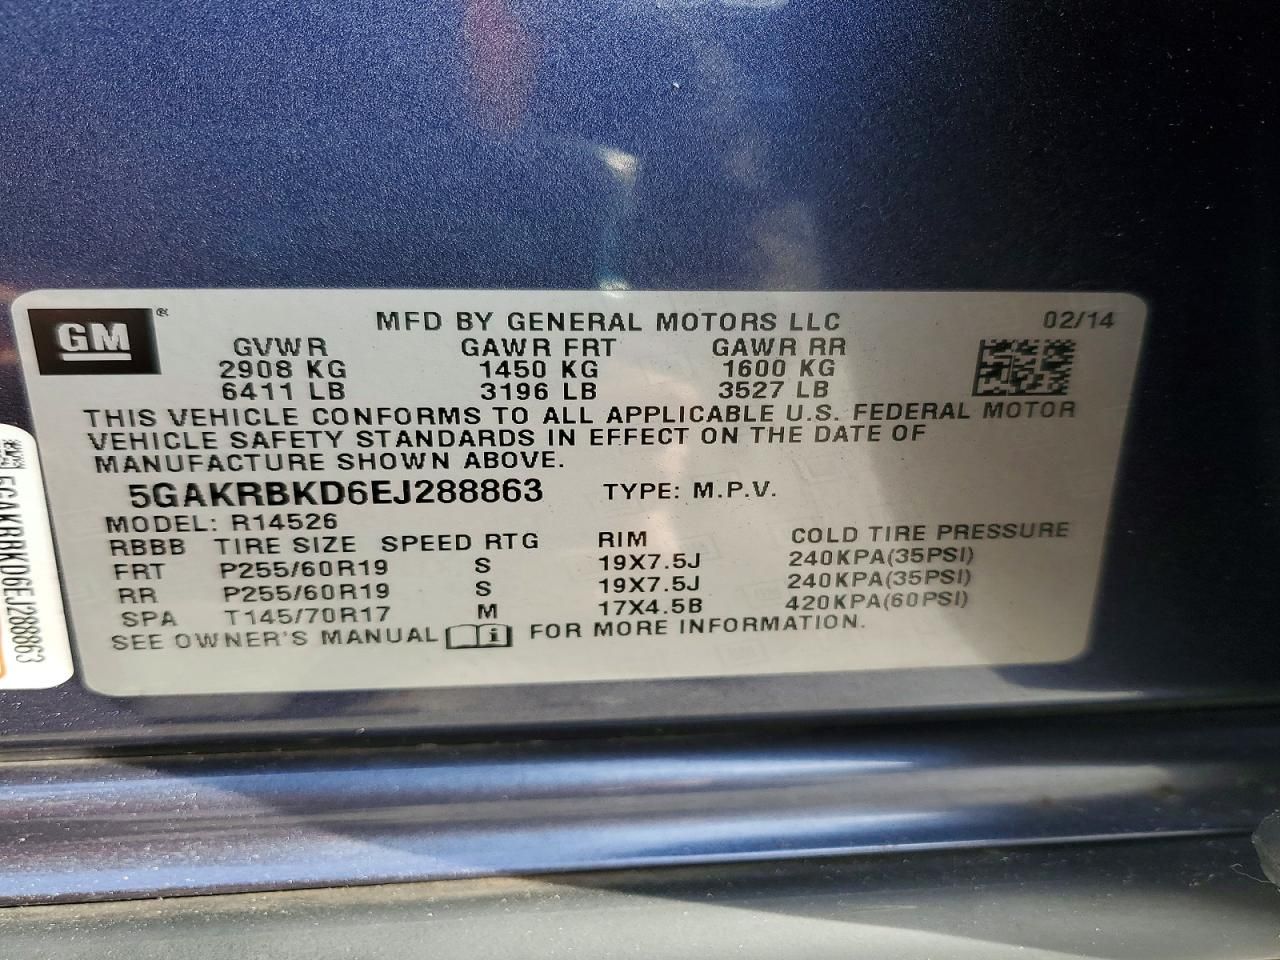 GM ®
MFD BY GENERAL MOTORS LLC 02/14
GVWR GAWR FRT GAWR RR
2908 KG 1450 KG 1600 KG
6411 LB 3196 LB 3527 LB
THIS VEHICLE CONFORMS TO ALL APPLICABLE U.S. FEDERAL MOTOR
VEHICLE SAFETY STANDARDS IN EFFECT ON THE DATE OF
MANUFACTURE SHOWN ABOVE.
5GAKRBKD6EJ288863 TYPE: M.P.V.
MODEL: R14526
RBBB TIRE SIZE SPEED RTG RIM COLD TIRE PRESSURE
FRT P255/60R19 S 19X7.5J 240KPA(35PSI)
RR P255/60R19 S 19X7.5J 240KPA(35PSI)
SPA T145/70R17 M 17X4.5B 420KPA(60PSI)
SEE OWNER'S MANUAL i FOR MORE INFORMATION.
5GAKRBKD6EJ288863